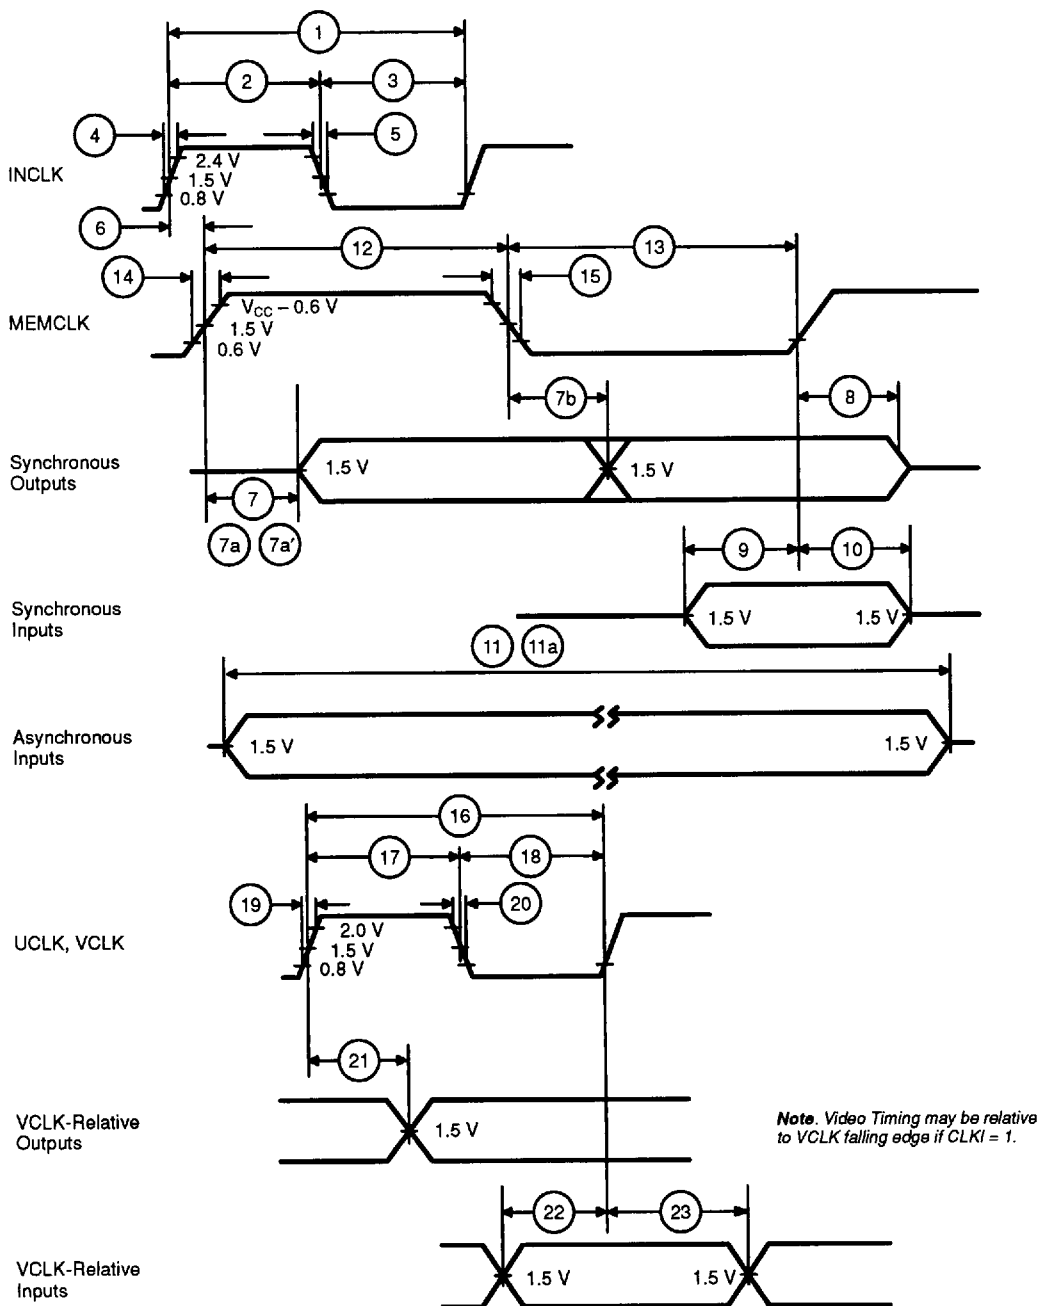 1
2
3
4
5
INCLK
2.4 V
1.5 V
0.8 V
6
12
13
14
15
MEMCLK
VCC – 0.6 V
1.5 V
0.6 V
7b
8
Synchronous
Outputs
1.5 V
1.5 V
7
7a
7a′
9
10
Synchronous
Inputs
1.5 V
1.5 V
11
11a
Asynchronous
Inputs
1.5 V
1.5 V
16
17
18
19
20
UCLK, VCLK
2.0 V
1.5 V
0.8 V
21
VCLK-Relative
Outputs
1.5 V
Note. Video Timing may be relative
to VCLK falling edge if CLKI = 1.
22
23
VCLK-Relative
Inputs
1.5 V
1.5 V